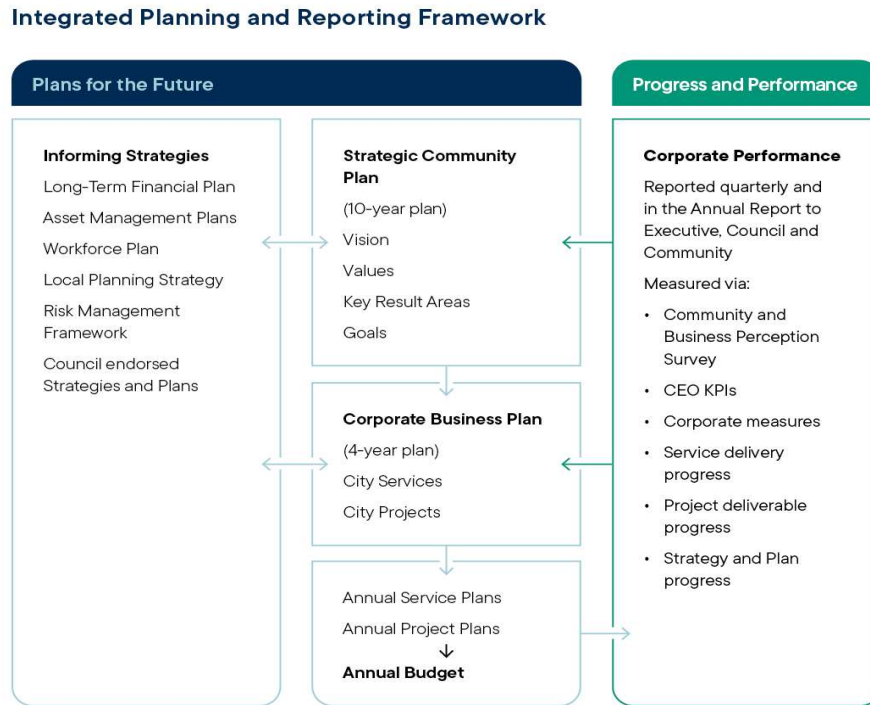 Integrated Planning and Reporting Framework
Plans for the Future
Progress and Performance
Informing Strategies
Long-Term Financial Plan
Asset Management Plans
Workforce Plan
Local Planning Strategy
Risk Management
Framework
Council endorsed
Strategies and Plans
Strategic Community
Plan
(10-year plan)
Vision
Values
Key Result Areas
Goals
Corporate Business Plan
(4-year plan)
City Services
City Projects
Annual Service Plans
Annual Project Plans
Annual Budget
Corporate Performance
Reported quarterly and
in the Annual Report to
Executive, Council and
Community
Measured via:
• Community and
Business Perception
Survey
• CEO KPIs
• Corporate measures
• Service delivery
progress
• Project deliverable
progress
• Strategy and Plan
progress